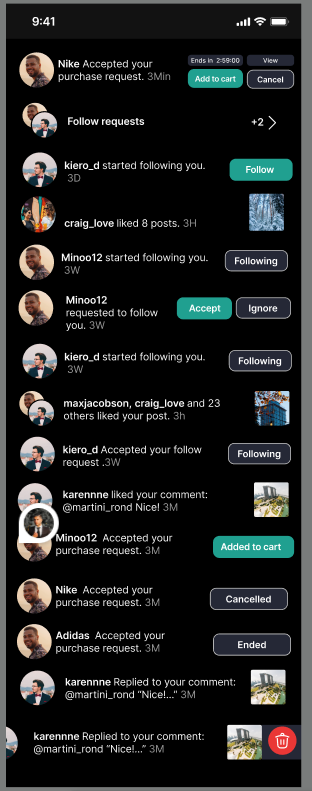 9:41
Nike Accepted your
purchase request. 3Min
Ends in 2:59:00
View
Add to cart
Cancel
Follow requests
+2
kiero_d started following you.
3D
Follow
craig_love liked 8 posts. 3H
Minoo12 started following you.
3W
Following
Minoo12
requested to follow
you. 3W
Accept
Ignore
kiero_d started following you.
3W
Following
maxjacobson, craig_love and 23
others liked your post. 3h
kiero_d Accepted your follow
request .3W
Following
karennne liked your comment:
@martini_rond Nice! 3M
Minoo12 Accepted your
purchase request. 3M
Added to cart
Nike Accepted your
purchase request. 3M
Cancelled
Adidas Accepted your
purchase request. 3M
Ended
karennne Replied to your comment:
@martini_rond “Nice!...” 3M
karennne Replied to your comment:
@martini_rond “Nice!...” 3M